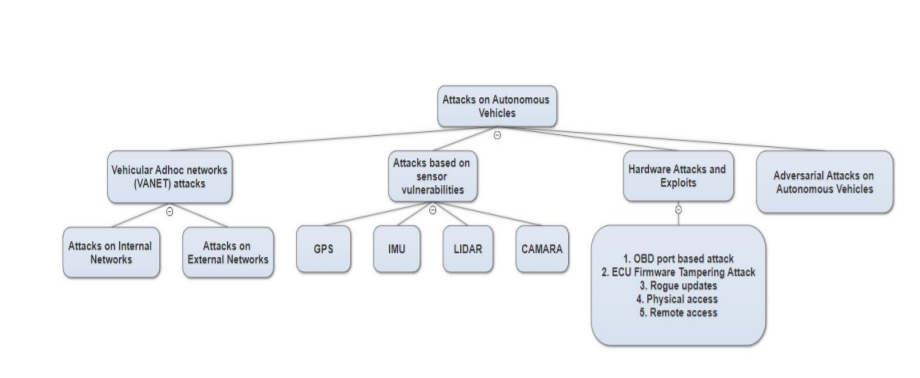 Attacks on Autonomous
Vehicles
Vehicular Adhoc networks
(VANET) attacks
Attacks based on
sensor
vulnerabilities
Hardware Attacks and
Exploits
Adversarial Attacks on
Autonomous Vehicles
Attacks on Internal
Networks
Attacks on
External Networks
GPS
IMU
LIDAR
CAMARA
1. OBD port based attack
2. ECU Firmware Tampering Attack
3. Rogue updates
4. Physical access
5. Remote access